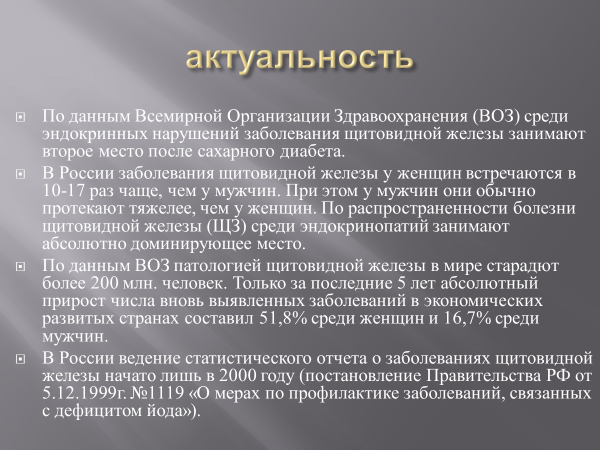 актуальность
По данным Всемирной Организации Здравоохранения (ВОЗ) среди
эндокринных нарушений заболевания щитовидной железы занимают
второе место после сахарного диабета.
В России заболевания щитовидной железы у женщин встречаются в
10-17 раз чаще, чем у мужчин. При этом у мужчин они обычно
протекают тяжелее, чем у женщин. По распространенности болезни
щитовидной железы (ЩЗ) среди эндокринопатий занимают
абсолютно доминирующее место.
По данным ВОЗ патологией щитовидной железы в мире старадют
более 200 млн. человек. Только за последние 5 лет абсолютный
прирост числа вновь выявленных заболеваний в экономических
развитых странах составил 51,8% среди женщин и 16,7% среди
мужчин.
В России ведение статистического отчета о заболеваниях щитовидной
железы начато лишь в 2000 году (постановление Правительства РФ от
5.12.1999г. №1119 «О мерах по профилактике заболеваний, связанных
с дефицитом йода»).